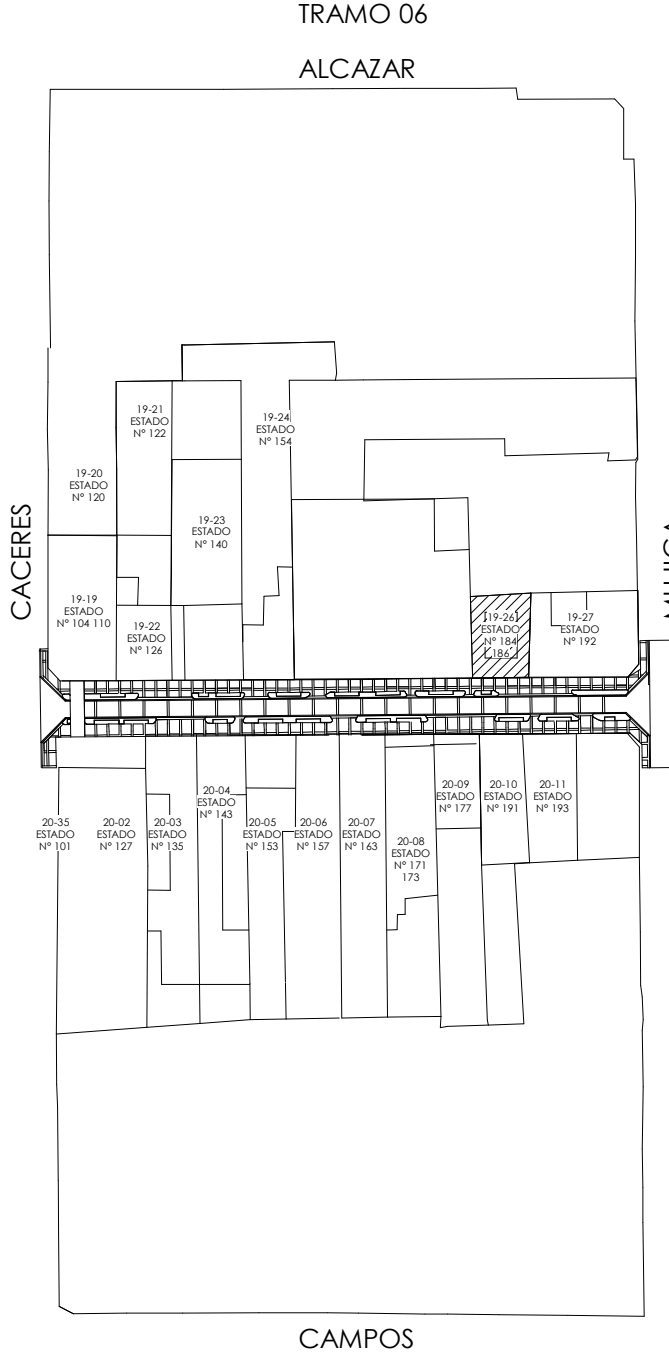 TRAMO 06
ALCAZAR
CACERES
19-21
ESTADO
N° 122
19-24
ESTADO
N° 154
19-20
ESTADO
N° 120
19-23
ESTADO
N° 140
19-19
ESTADO
N° 104 110
19-22
ESTADO
N° 126
19-26
ESTADO
N° 184
186
19-27
ESTADO
N° 192
20-35
ESTADO
N° 101
20-02
ESTADO
N° 127
20-03
ESTADO
N° 135
20-04
ESTADO
N° 143
20-05
ESTADO
N° 153
20-06
ESTADO
N° 157
20-07
ESTADO
N° 163
20-08
ESTADO
N° 171
173
20-09
ESTADO
N° 177
20-10
ESTADO
N° 191
20-11
ESTADO
N° 193
CAMPOS